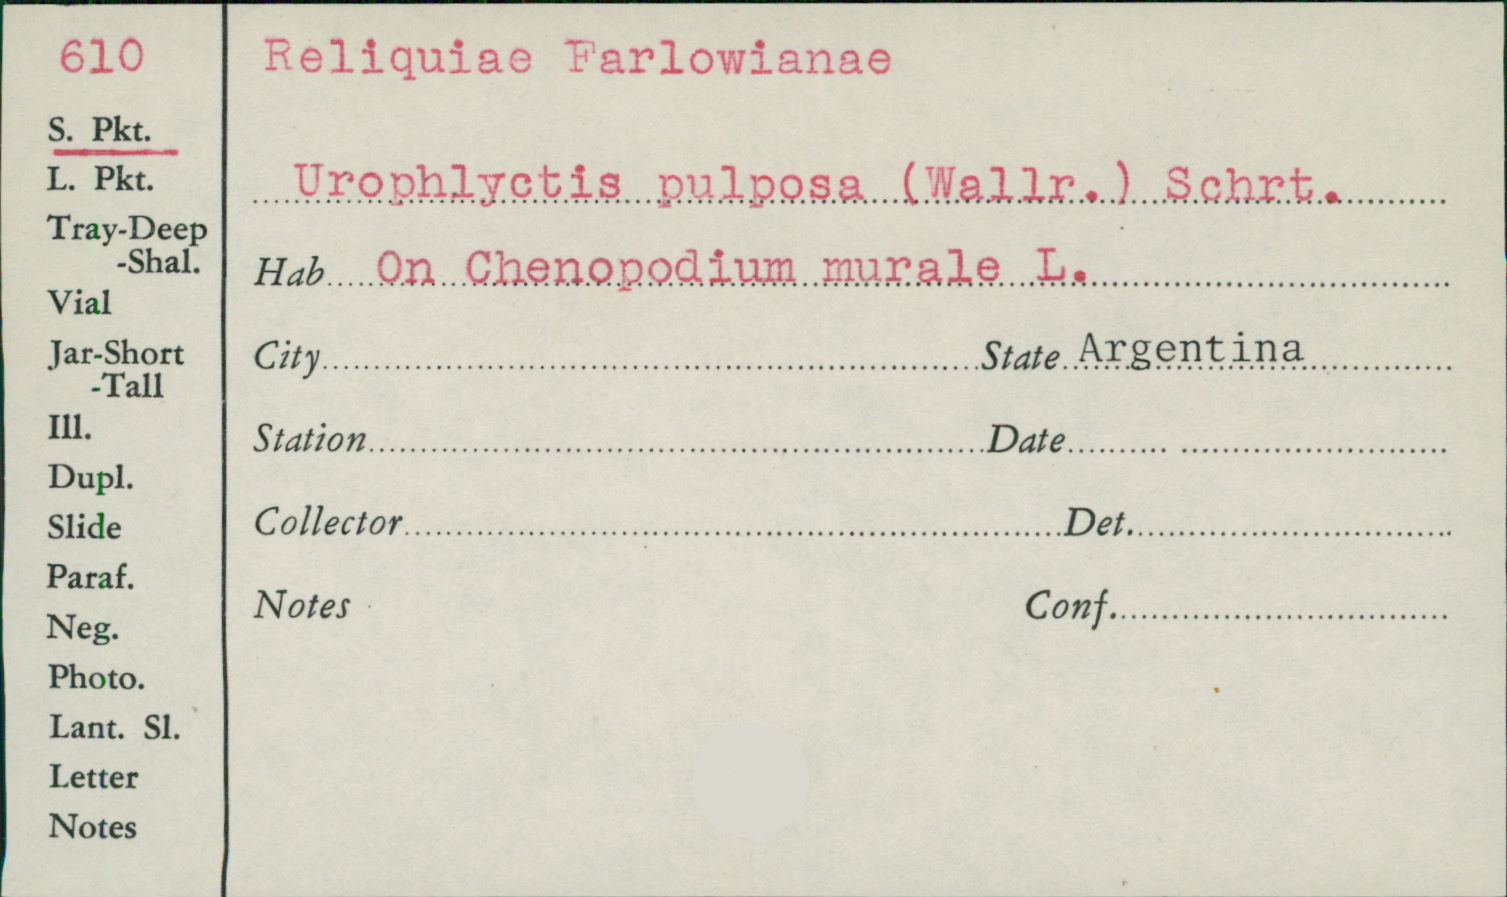 610
Reliquiae Farlowianae
S. Pkt.
L. Pkt.
Tray-Deep
-Shal.
Vial
Jar-Short
-Tall
Ill.
Dupl.
Slide
Paraf.
Neg.
Photo.
Lant. Sl.
Letter
Notes
Urophlyctis pulposa (Wallr.) Schrt.
Hab On Chenopodium murale L.
City State Argentina
Station Date
Collector Det.
Notes Conf.